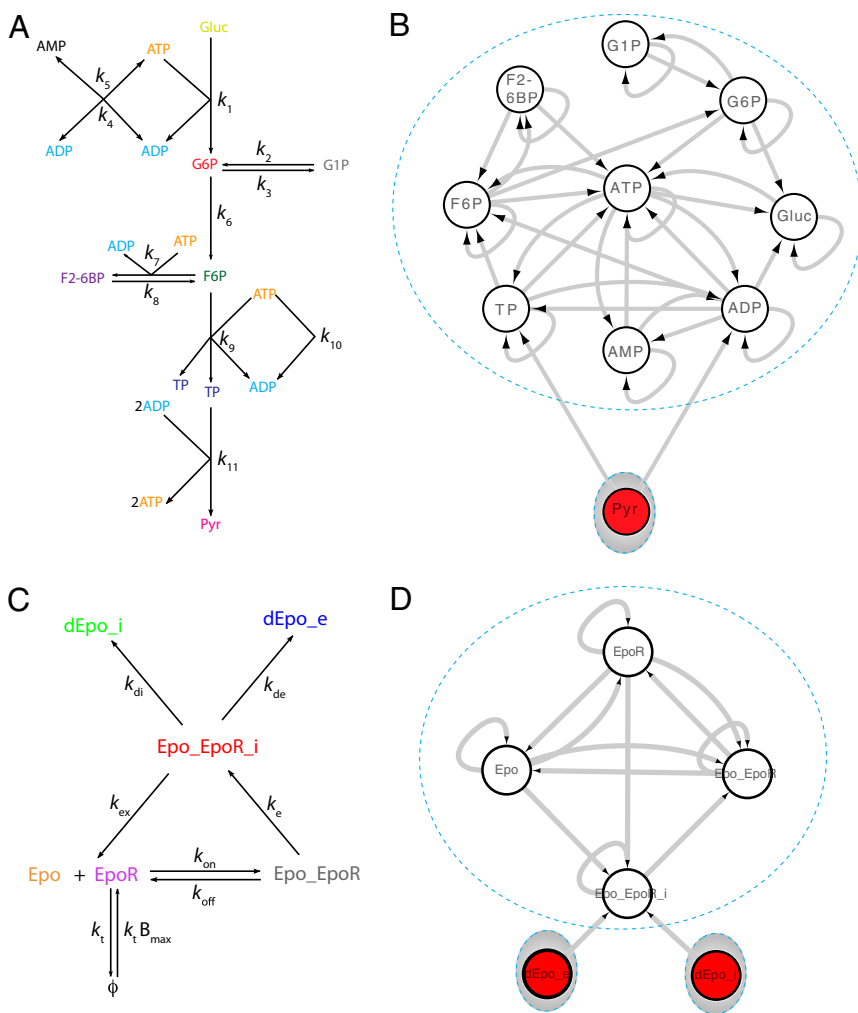 A
Gluc
AMP
ATP
k5
k4
k1
ADP
ADP
G6P
k2
k3
G1P
k6
ADP
k7
ATP
F2-6BP
k8
F6P
ATP
k9
k10
TP
TP
ADP
2ADP
k11
2ATP
Pyr
B
G1P
F2-
6BP
G6P
ATP
F6P
Gluc
TP
ADP
AMP
Pyr
C
dEpo_i
dEpo_e
kdi
kde
Epo_EpoR_i
kex
ke
Epo + EpoR
kon
koff
Epo_EpoR
kt
kt Bmax
ϕ
D
EpoR
Epo
Epo_EpoR
Epo_EpoR_i
dEpo_e
dEpo_i